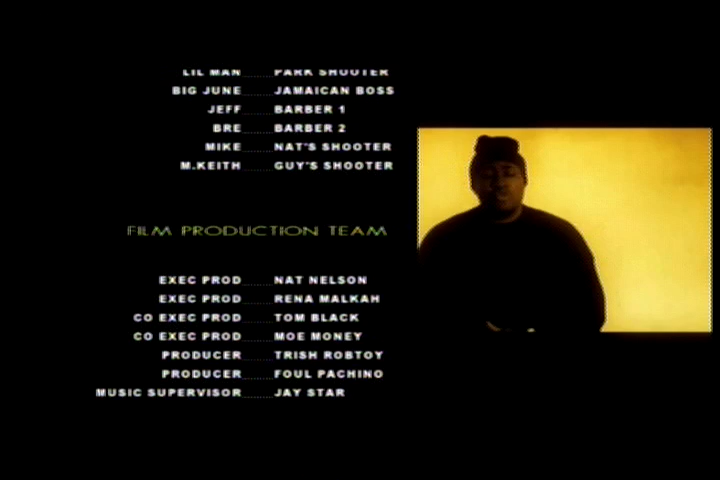 LIL MAN ........ PARK SHOOTER
BIG JUNE ........ JAMAICAN BOSS
JEFF ........ BARBER 1
BRE ........ BARBER 2
MIKE ........ NAT'S SHOOTER
M.KEITH ........ GUY'S SHOOTER
FILM PRODUCTION TEAM
EXEC PROD ........ NAT NELSON
EXEC PROD ........ RENA MALKAH
CO EXEC PROD ........ TOM BLACK
CO EXEC PROD ........ MOE MONEY
PRODUCER ........ TRISH ROBTOY
PRODUCER ........ FOUL PACHINO
MUSIC SUPERVISOR ........ JAY STAR